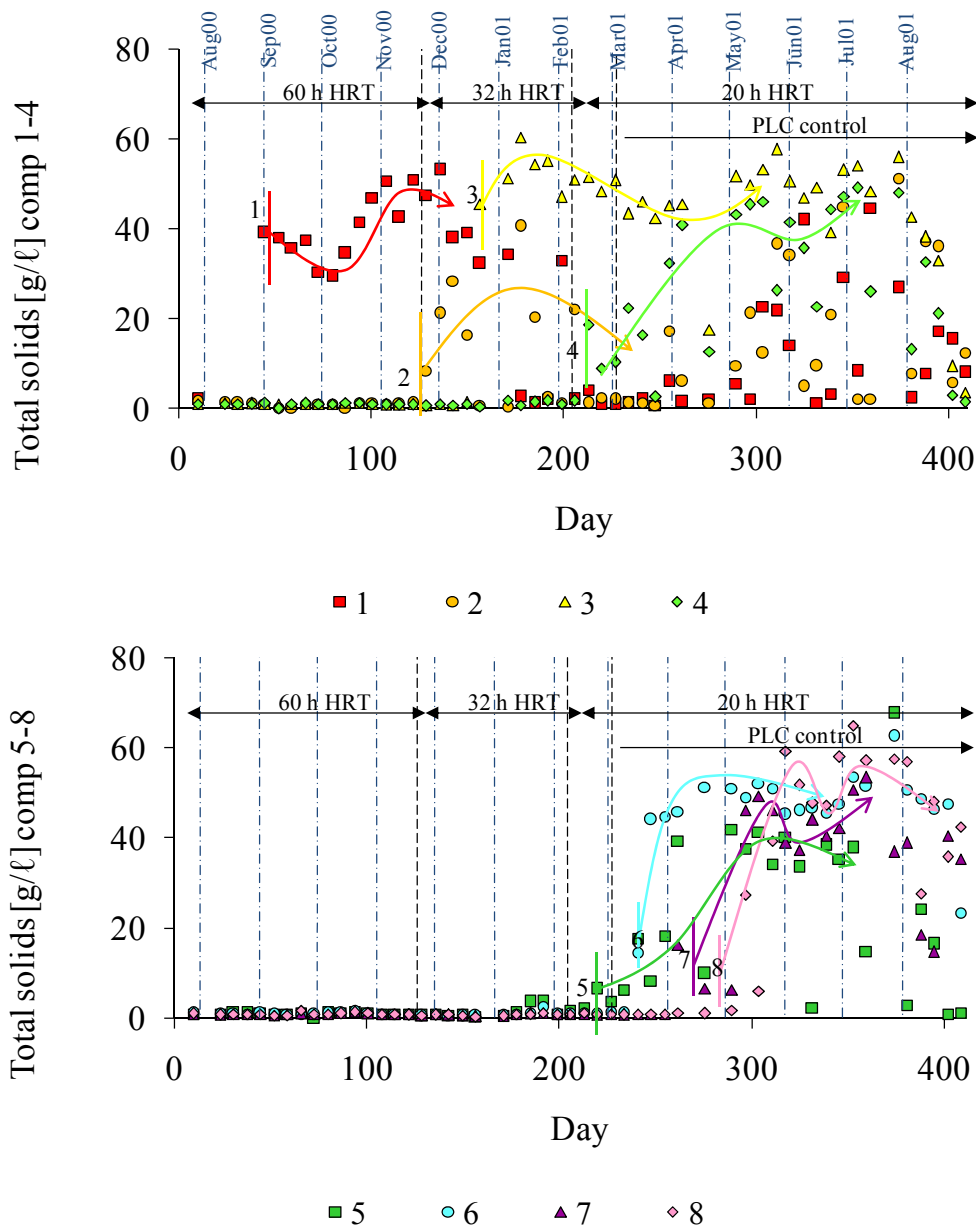 Aug00 Sep00 Oct00 Nov00 Dec00 Jan01 Feb01 Mar01 Apr01 May01 Jun01 Jul01 Aug01
80
60 h HRT 32 h HRT 20 h HRT
PLC control
60
1 3
40
2 4
20
0
Total solids [g/ℓ] comp 1-4
0 100 200 300 400
Day
1 2 3 4
80
60 h HRT 32 h HRT 20 h HRT
PLC control
60
40
6
20
5 7 8
0
Total solids [g/ℓ] comp 5-8
0 100 200 300 400
Day
5 6 7 8